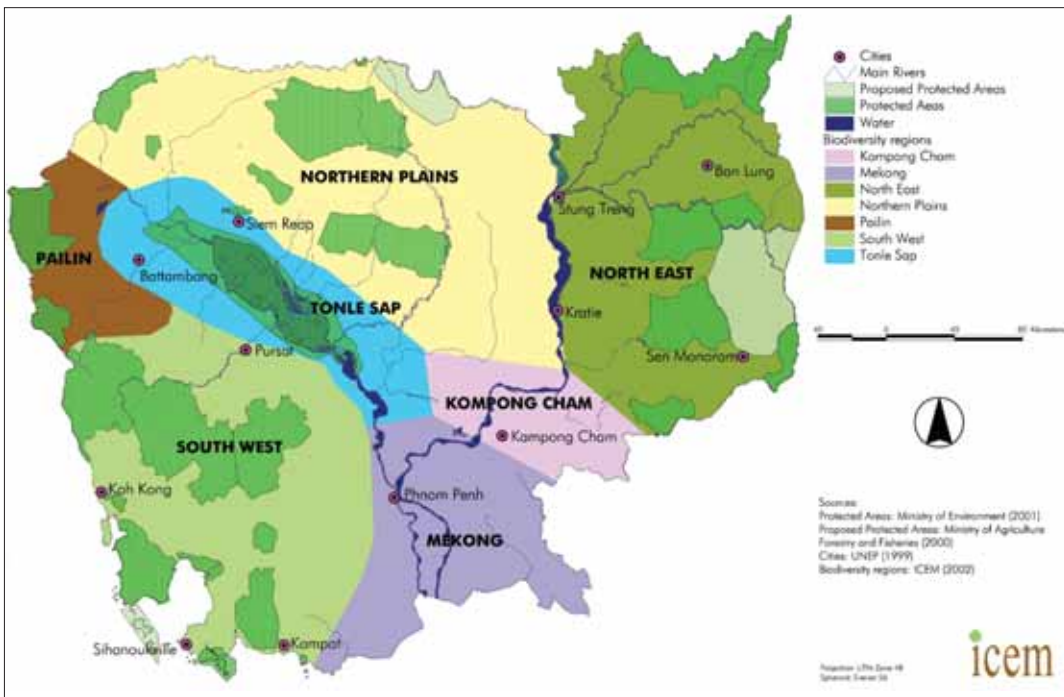 Cities
Main Rivers
Proposed Protected Areas
Protected Aeas
Water
Biodiversity regions
Kampong Cham
Mekong
North East
Northern Plains
Pailin
South West
Tonle Sap
NORTHERN PLAINS
Ban Lung
Stung Treng
Siem Reap
PAILIN
Battambang
NORTH EAST
TONLE SAP
Kratie
Pursat
Sen Monorom
KOMPONG CHAM
Kampong Cham
SOUTH WEST
Koh Kong
Phnom Penh
MEKONG
Sihanoukville
Kampot
0
Sources:
Protected Areas: Ministry of Environment (2001)
Proposed Protected Areas: Ministry of Agriculture
Forestry and Fisheries (2000)
Cities: UNEP (1999)
Biodiversity regions: ICEM (2002)
icem